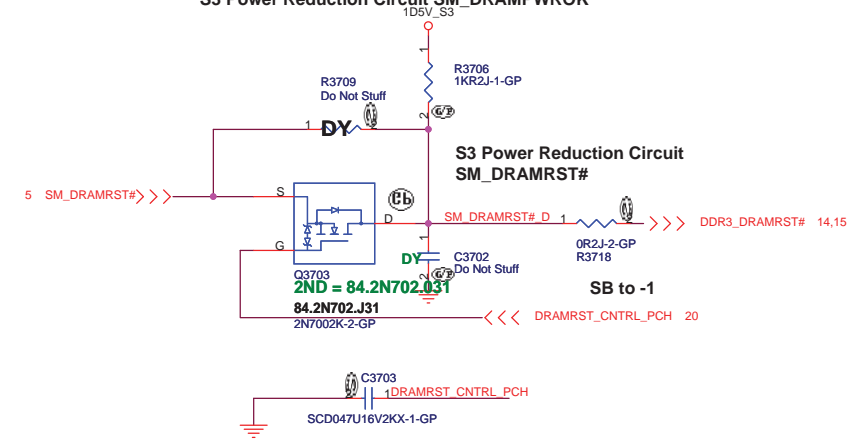 S3 Power Reduction Circuit SM_DRAMPWROK
1D5V_S3
1
R3706
1KR2J-1-GP
2
R3709
Do Not Stuff
1
DY
2
S3 Power Reduction Circuit
SM_DRAMRST#
5 SM_DRAMRST#
S
D
G
SM_DRAMRST#_D
1
2
DDR3_DRAMRST# 14,15
0R2J-2-GP
R3718
1
DY
C3702
Do Not Stuff
2
Q3703
2ND = 84.2N702.031
84.2N702.J31
2N7002K-2-GP
SB to -1
DRAMRST_CNTRL_PCH 20
C3703
2
1
DRAMRST_CNTRL_PCH
SCD047U16V2KX-1-GP